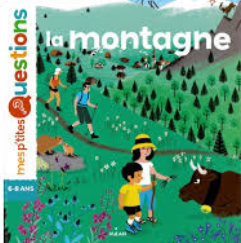 la montagne
mes p'tites Questions
6-8 ANS
MILAN